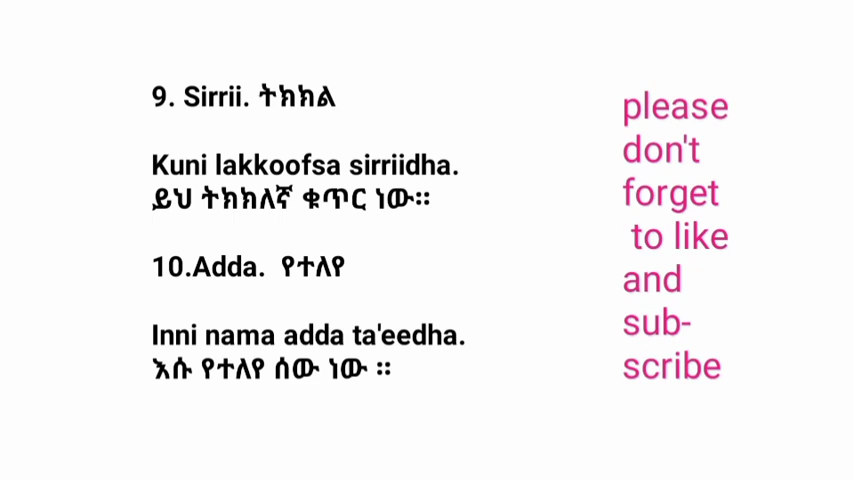 9. Sirrii. ትክክል
Kuni lakkoofsa sirriidha.
ይህ ትክክለኛ ቁጥር ነው።
10.Adda. የተለየ
Inni nama adda ta'eedha.
እሱ የተለየ ሰው ነው ።
please
don't
forget
to like
and
sub-
scribe